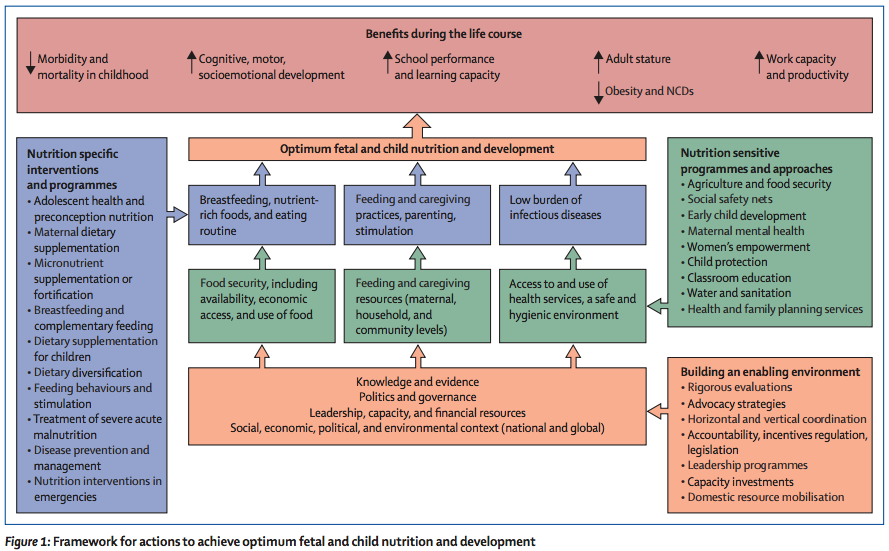 Benefits during the life course
Morbidity and
mortality in childhood
Cognitive, motor,
socioemotional development
School performance
and learning capacity
Adult stature
Obesity and NCDs
Work capacity
and productivity
Optimum fetal and child nutrition and development
Nutrition specific
interventions
and programmes
• Adolescent health and
preconception nutrition
• Maternal dietary
supplementation
• Micronutrient
supplementation or
fortification
• Breastfeeding and
complementary feeding
• Dietary supplementation
for children
• Dietary diversification
• Feeding behaviours and
stimulation
• Treatment of severe acute
malnutrition
• Disease prevention and
management
• Nutrition interventions in
emergencies
Breastfeeding, nutrient-
rich foods, and eating
routine
Feeding and caregiving
practices, parenting,
stimulation
Low burden of
infectious diseases
Food security, including
availability, economic
access, and use of food
Feeding and caregiving
resources (maternal,
household, and
community levels)
Access to and use of
health services, a safe and
hygienic environment
Knowledge and evidence
Politics and governance
Leadership, capacity, and financial resources
Social, economic, political, and environmental context (national and global)
Nutrition sensitive
programmes and approaches
• Agriculture and food security
• Social safety nets
• Early child development
• Maternal mental health
• Women's empowerment
• Child protection
• Classroom education
• Water and sanitation
• Health and family planning services
Building an enabling environment
• Rigorous evaluations
• Advocacy strategies
• Horizontal and vertical coordination
• Accountability, incentives regulation,
legislation
• Leadership programmes
• Capacity investments
• Domestic resource mobilisation
Figure 1: Framework for actions to achieve optimum fetal and child nutrition and development